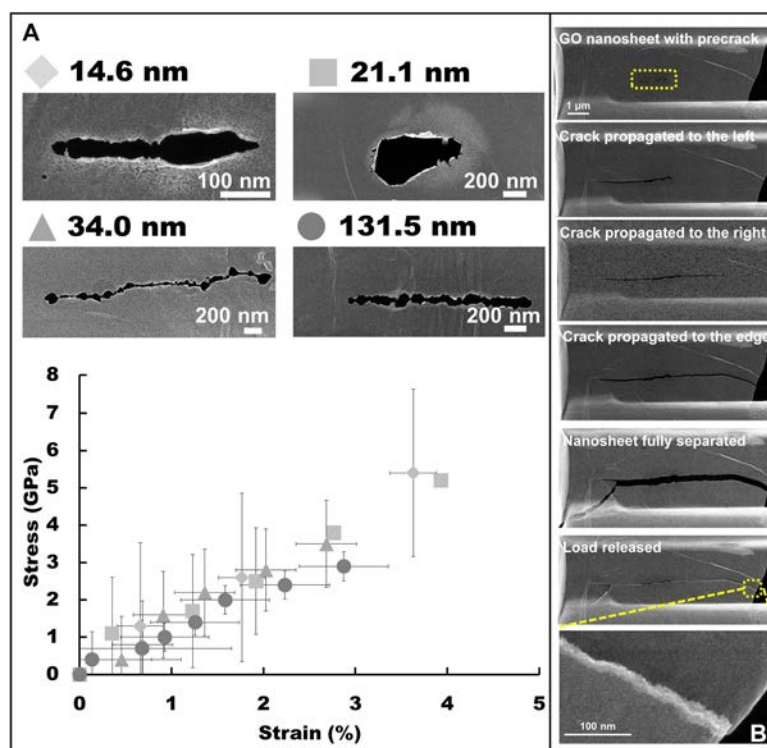 A
14.6 nm
21.1 nm
100 nm
200 nm
34.0 nm
131.5 nm
200 nm
200 nm
8
7
6
5
4
3
2
1
0
Stress (GPa)
0 1 2 3 4 5
Strain (%)
GO nanosheet with precrack
1 µm
Crack propagated to the left
Crack propagated to the right
Crack propagated to the edge
Nanosheet fully separated
Load released
100 nm
B